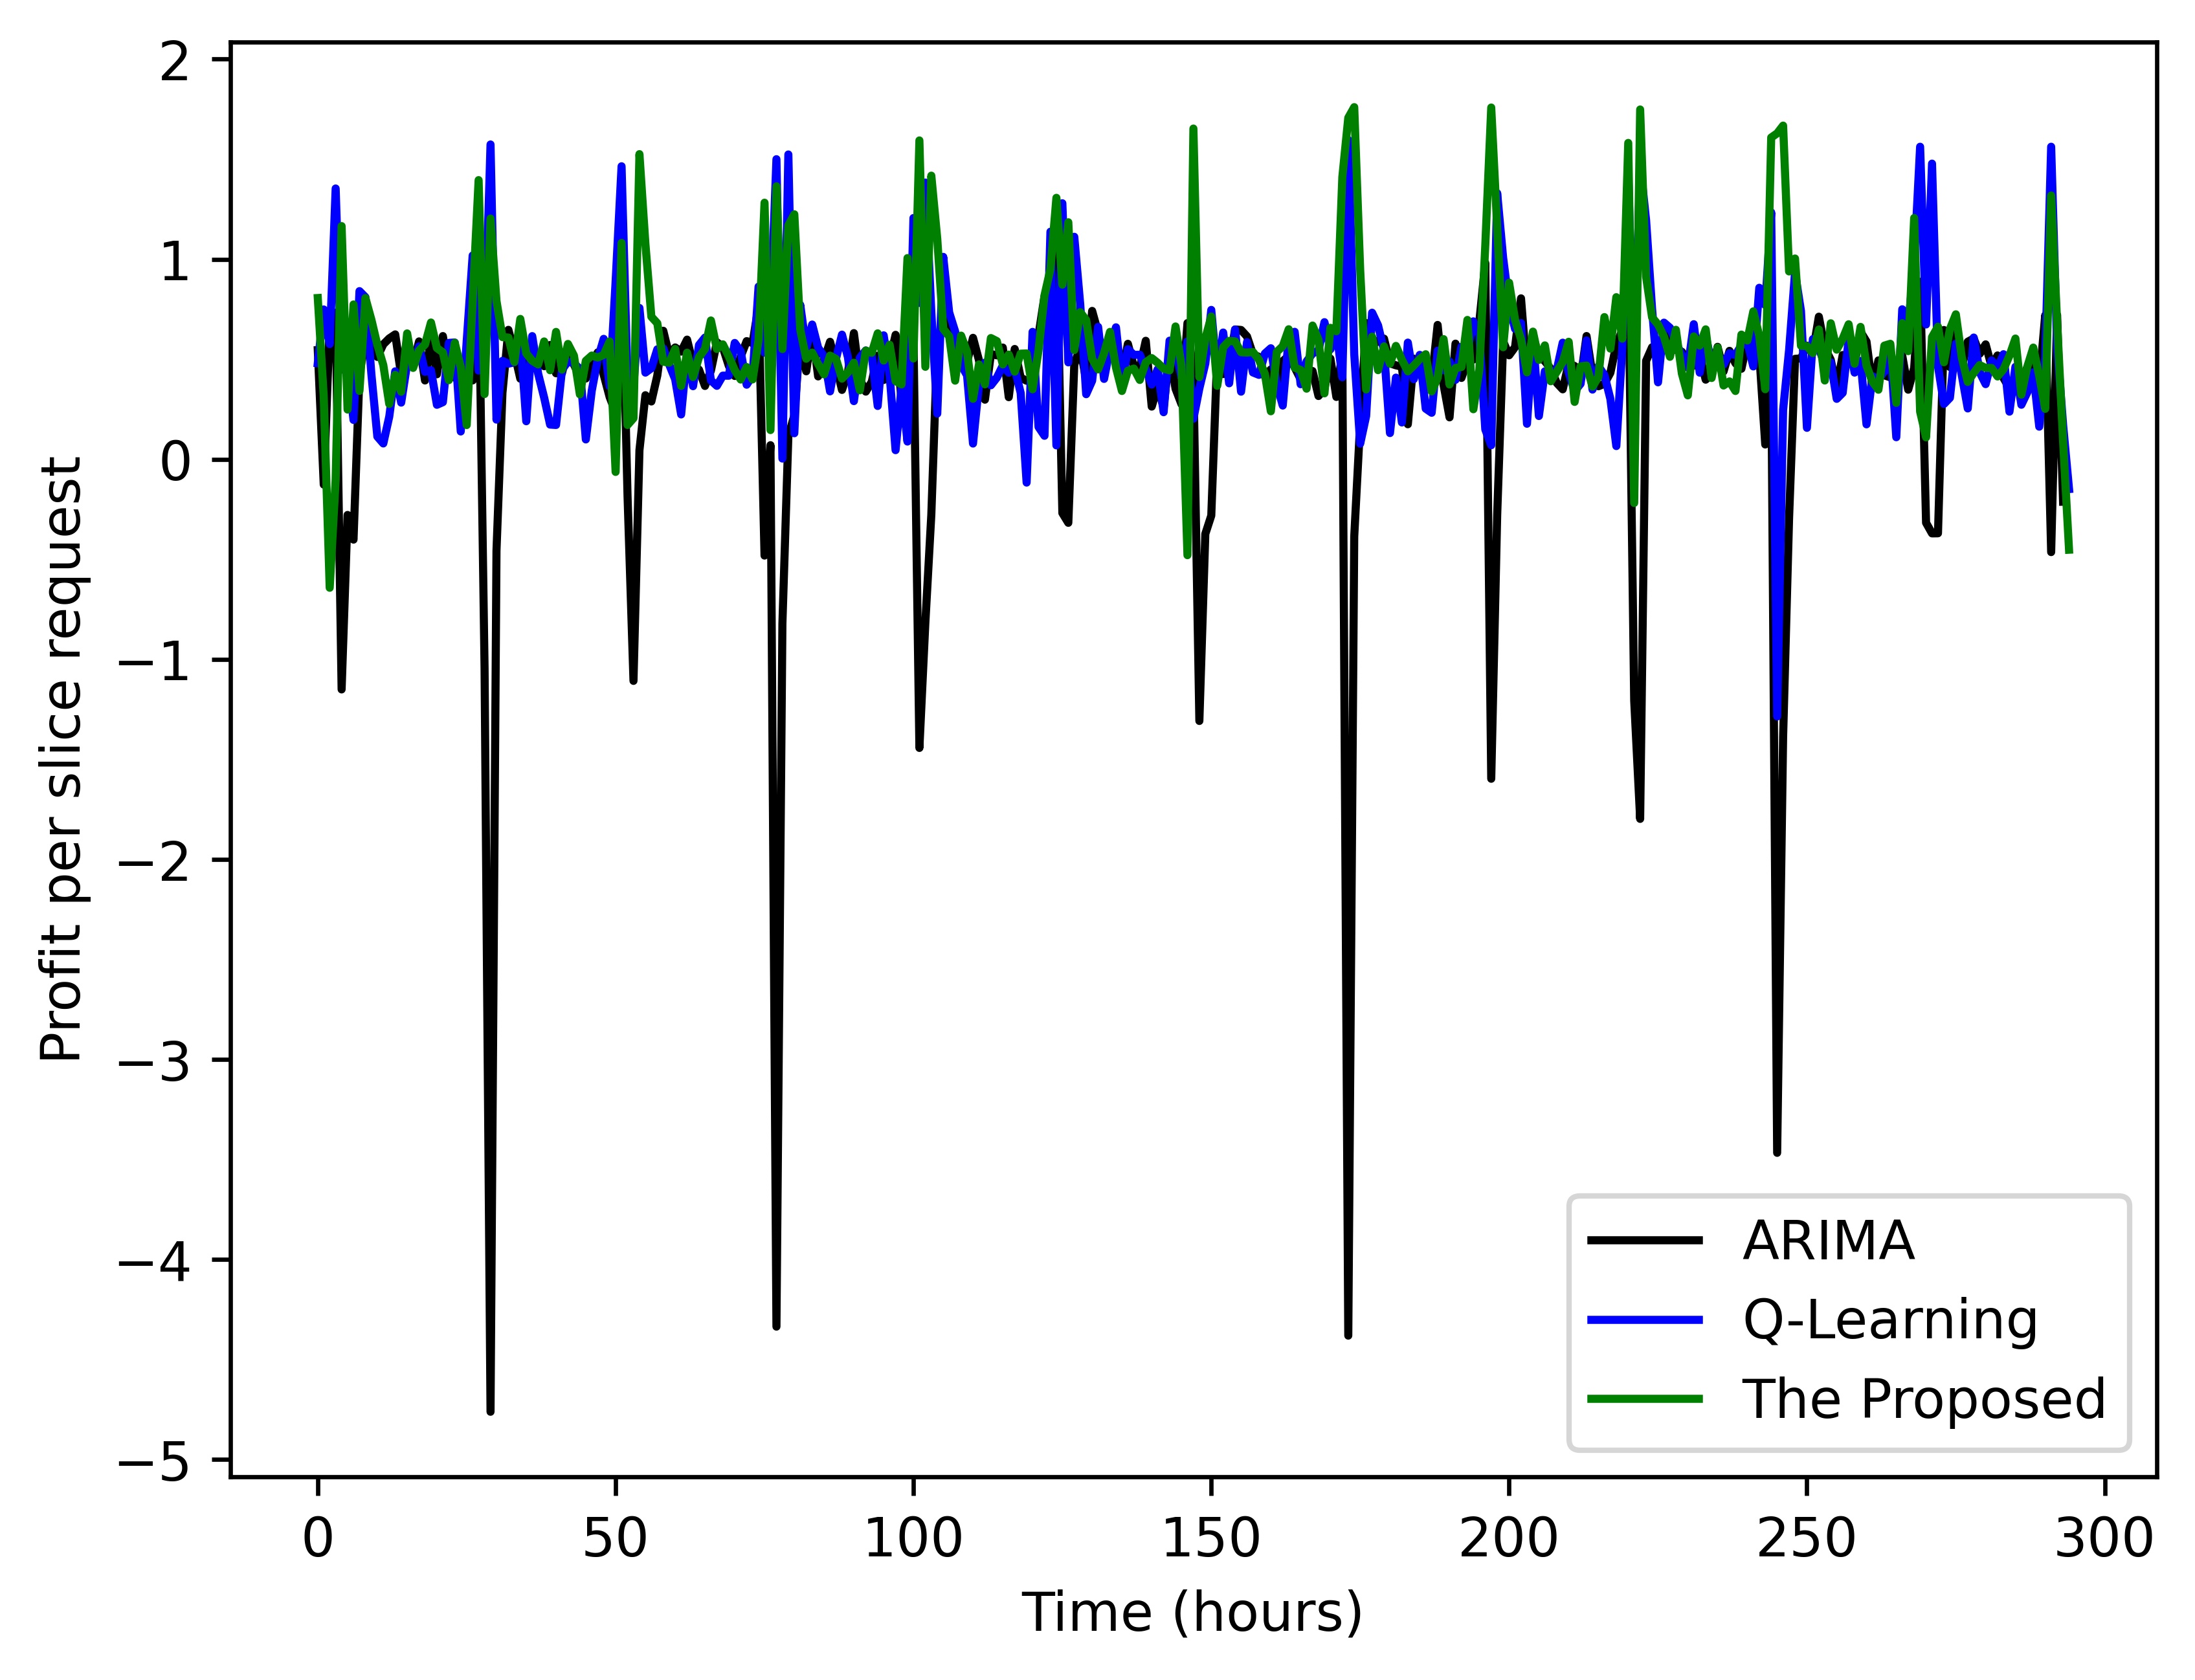 2
1
0
−1
−2
−3
−4
−5
Profit per slice request
0 50 100 150 200 250 300
Time (hours)
ARIMA
Q-Learning
The Proposed